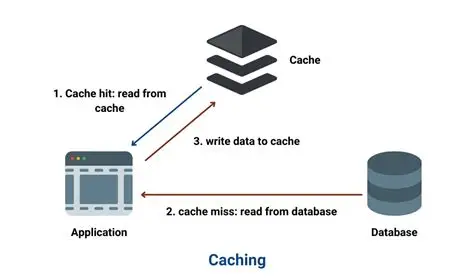 Cache
1. Cache hit: read from
cache
3. write data to cache
2. cache miss: read from database
Application
Database
Caching